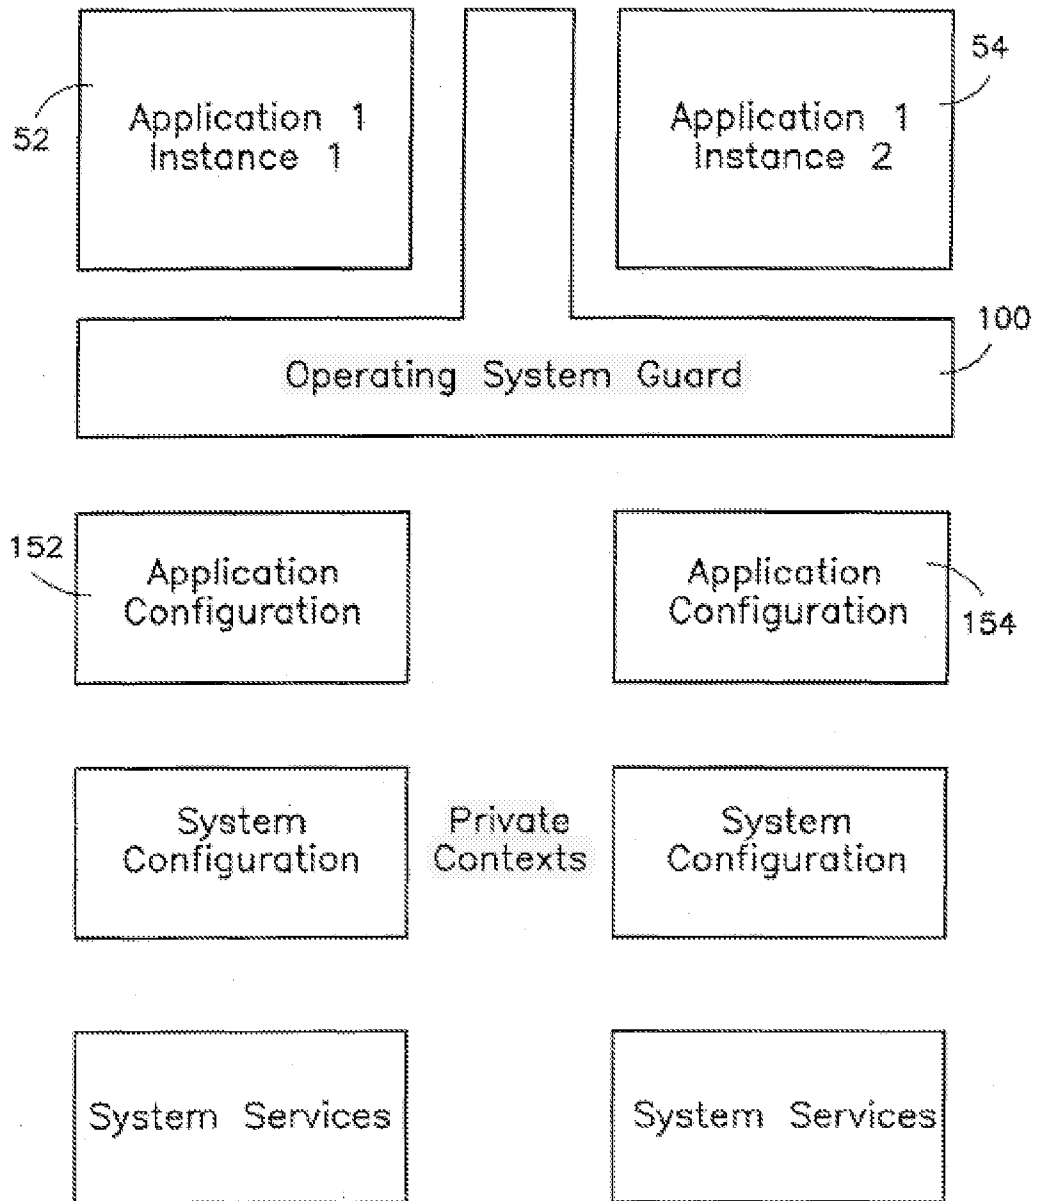 54
52
Application 1
Instance 1
Application 1
Instance 2
100
Operating System Guard
152
Application
Configuration
Application
Configuration
154
System
Configuration
Private
Contexts
System
Configuration
System Services
System Services